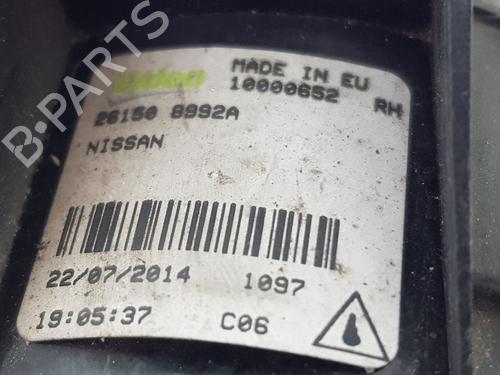 B-PARTS
Valeo
MADE IN EU
10000652 RH
26150 8992A
NISSAN
22/07/2014 1097
19:05:37 C06